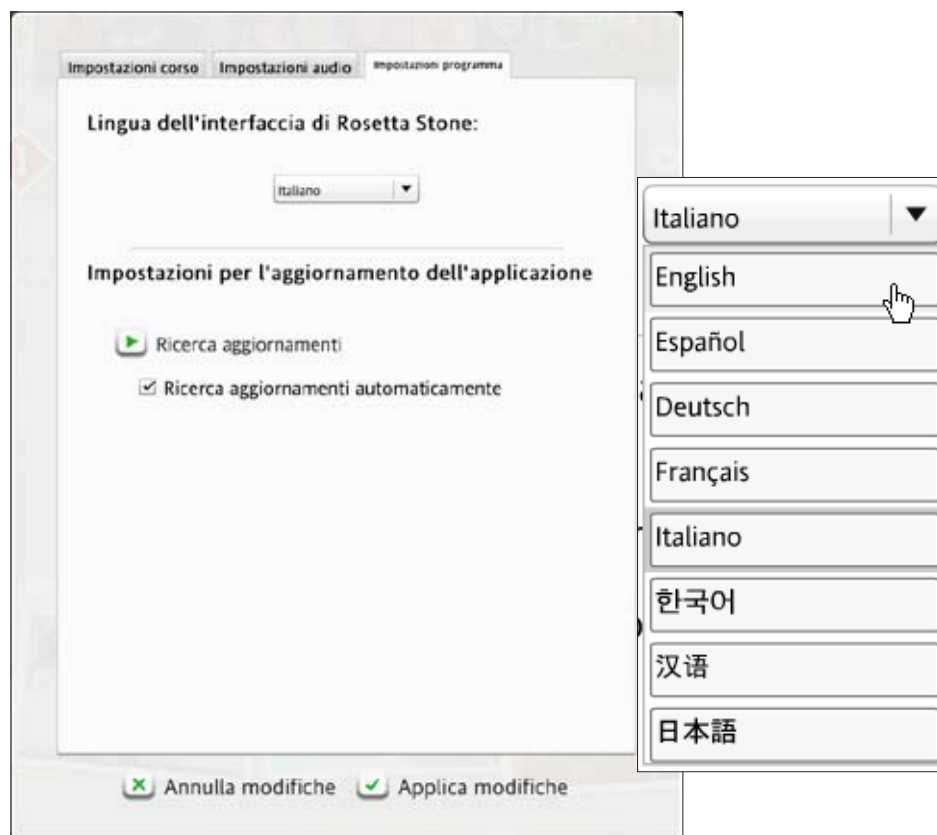 Impostazioni corso Impostazioni audio Impostazioni programma
Lingua dell'interfaccia di Rosetta Stone:
Italiano
Impostazioni per l'aggiornamento dell'applicazione
Ricerca aggiornamenti
Ricerca aggiornamenti automaticamente
Annulla modifiche Applica modifiche
Italiano
English
Español
Deutsch
Français
Italiano
한국어
汉语
日本語